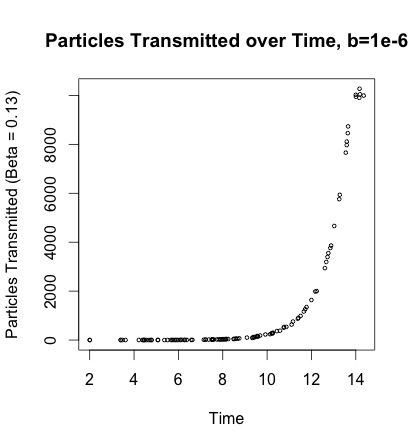 Particles Transmitted over Time, b=1e-6
Particles Transmitted (Beta = 0.13)
8000
6000
4000
2000
0
2 4 6 8 10 12 14
Time